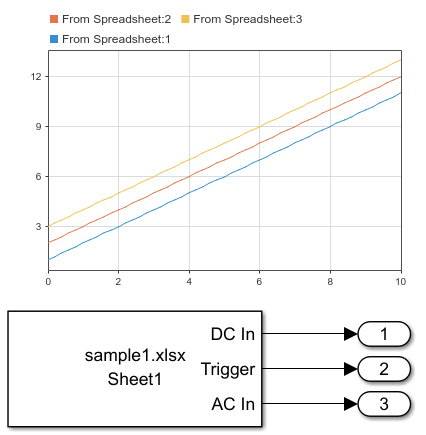 From Spreadsheet:2 From Spreadsheet:3
From Spreadsheet:1
12
9
6
3
0 2 4 6 8 10
DC In 1
sample1.xlsx
Sheet1
Trigger 2
AC In 3